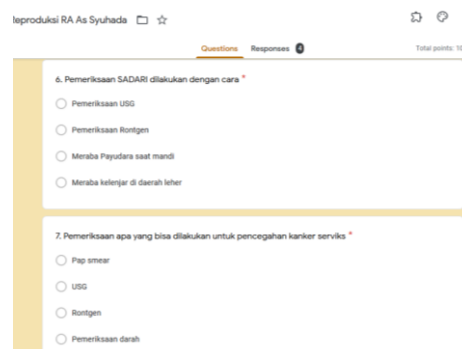 Reproduksi RA As Syuhada
Questions Responses 4 Total points:
6. Pemeriksaan SADARI dilakukan dengan cara *
Pemeriksaan USG
Pemeriksaan Rontgen
Meraba Payudara saat mandi
Meraba kelenjar di daerah leher
7. Pemeriksaan apa yang bisa dilakukan untuk pencegahan kanker serviks *
Pap smear
USG
Rontgen
Pemeriksaan darah